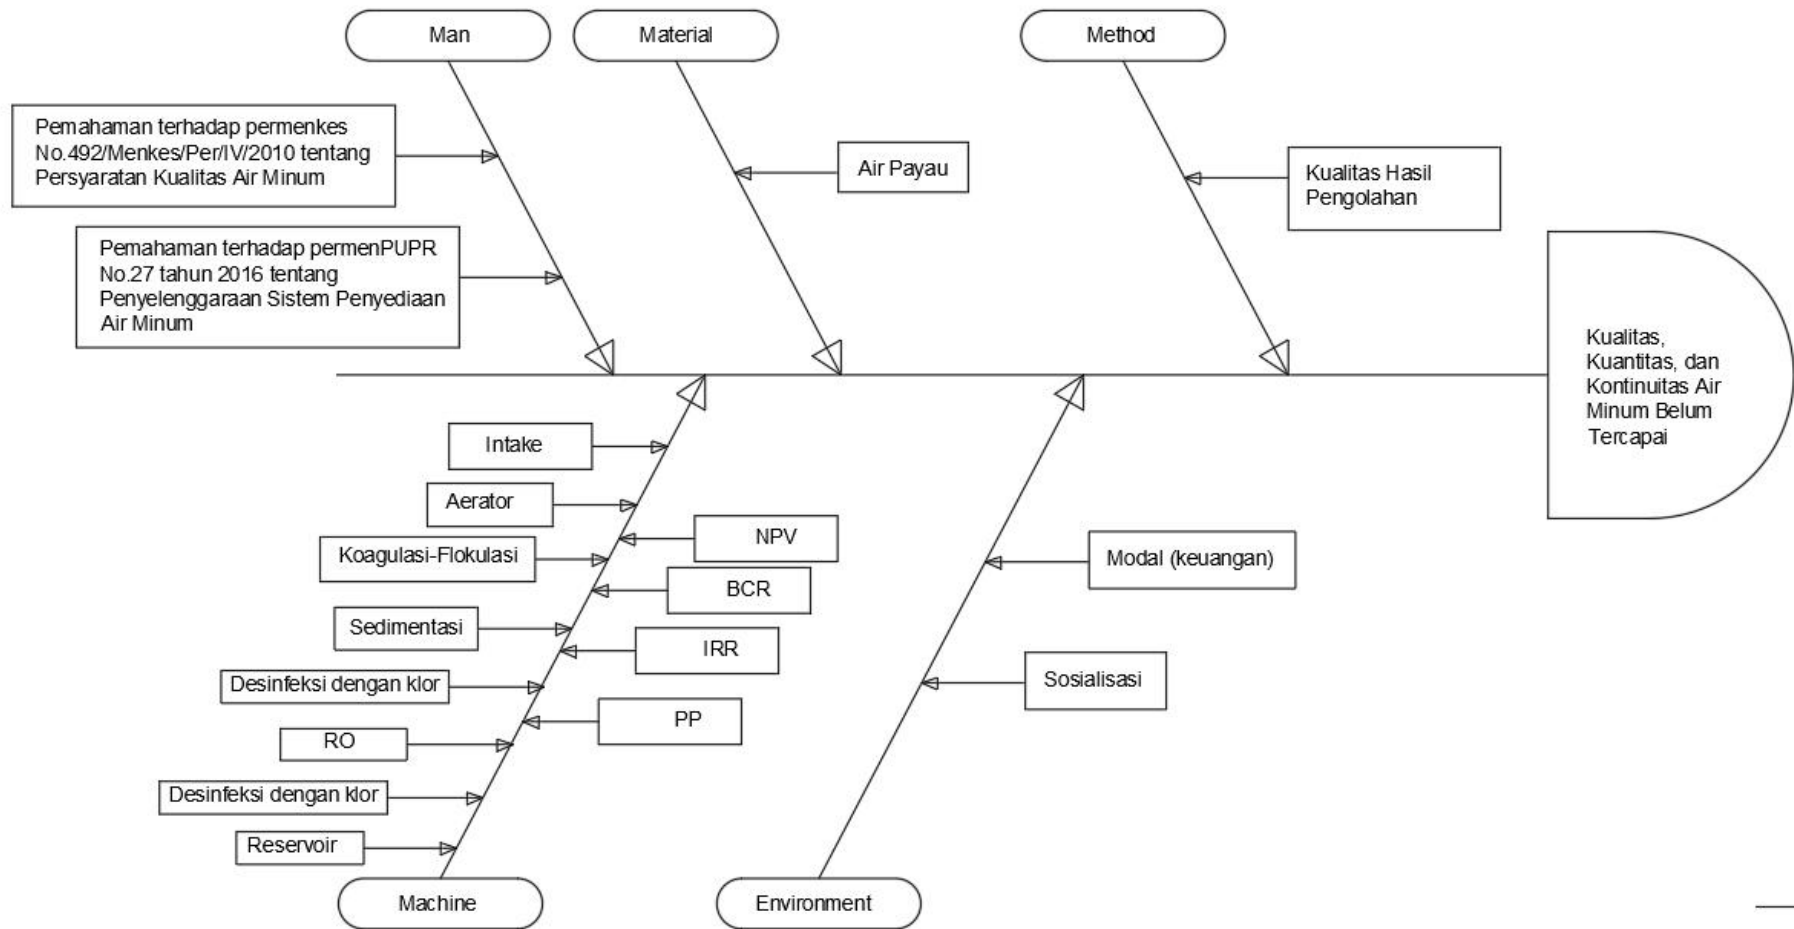 Man
Material
Method
Pemahaman terhadap permenkes
No.492/Menkes/Per/IV/2010 tentang
Persyaratan Kualitas Air Minum
Air Payau
Kualitas Hasil
Pengolahan
Pemahaman terhadap permenPUPR
No.27 tahun 2016 tentang
Penyelenggaraan Sistem Penyediaan
Air Minum
Kualitas,
Kuantitas, dan
Kontinuitas Air
Minum Belum
Tercapai
Intake
Aerator
NPV
Koagulasi-Flokulasi
BCR
Sedimentasi
IRR
Desinfeksi dengan klor
PP
RO
Desinfeksi dengan klor
Reservoir
Modal (keuangan)
Sosialisasi
Machine
Environment